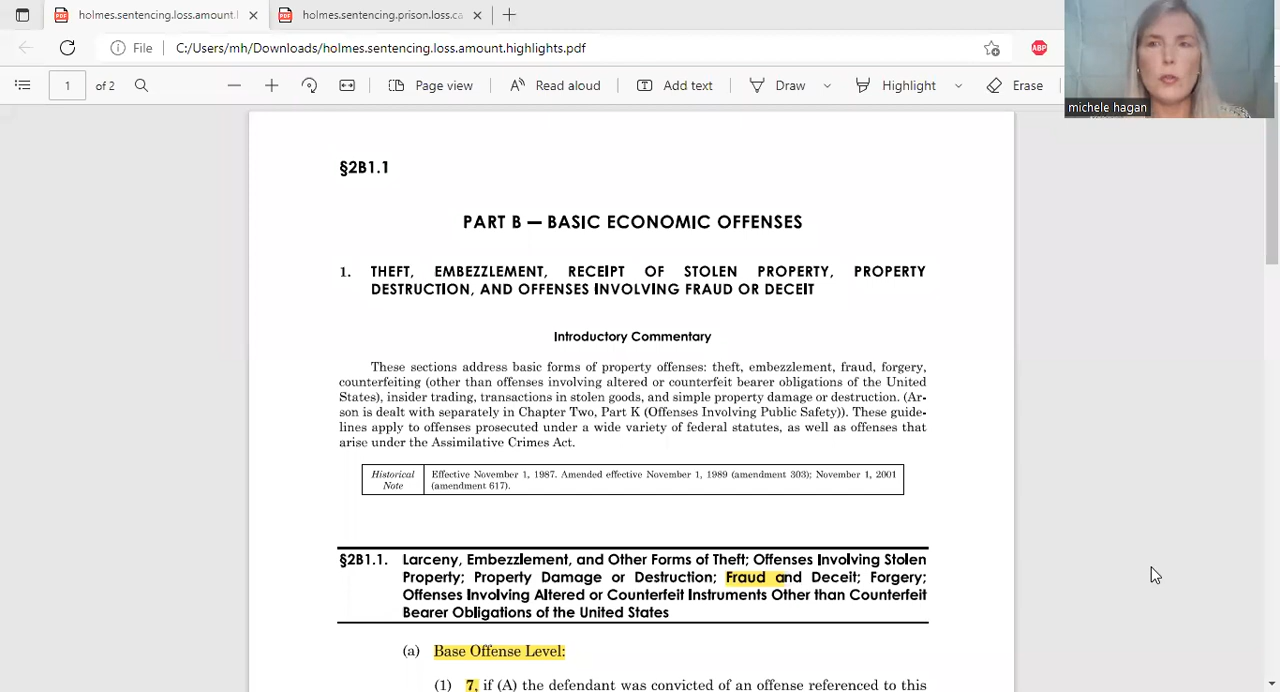 holmes.sentencing.loss.amount.l
holmes.sentencing.prison.loss.ca
File
C:/Users/mh/Downloads/holmes.sentencing.loss.amount.highlights.pdf
ABP
1 of 2
Page view
Read aloud
Add text
Draw
Highlight
Erase
michele hagan
§2B1.1
PART B — BASIC ECONOMIC OFFENSES
1. THEFT, EMBEZZLEMENT, RECEIPT OF STOLEN PROPERTY, PROPERTY
DESTRUCTION, AND OFFENSES INVOLVING FRAUD OR DECEIT
Introductory Commentary
These sections address basic forms of property offenses: theft, embezzlement, fraud, forgery,
counterfeiting (other than offenses involving altered or counterfeit bearer obligations of the United
States), insider trading, transactions in stolen goods, and simple property damage or destruction. (Ar-
son is dealt with separately in Chapter Two, Part K (Offenses Involving Public Safety)). These guide-
lines apply to offenses prosecuted under a wide variety of federal statutes, as well as offenses that
arise under the Assimilative Crimes Act.
Historical
Note
Effective November 1, 1987. Amended effective November 1, 1989 (amendment 303); November 1, 2001
(amendment 617).
§2B1.1. Larceny, Embezzlement, and Other Forms of Theft; Offenses Involving Stolen
Property; Property Damage or Destruction; Fraud and Deceit; Forgery;
Offenses Involving Altered or Counterfeit Instruments Other than Counterfeit
Bearer Obligations of the United States
(a) Base Offense Level:
(1) 7, if (A) the defendant was convicted of an offense referenced to this